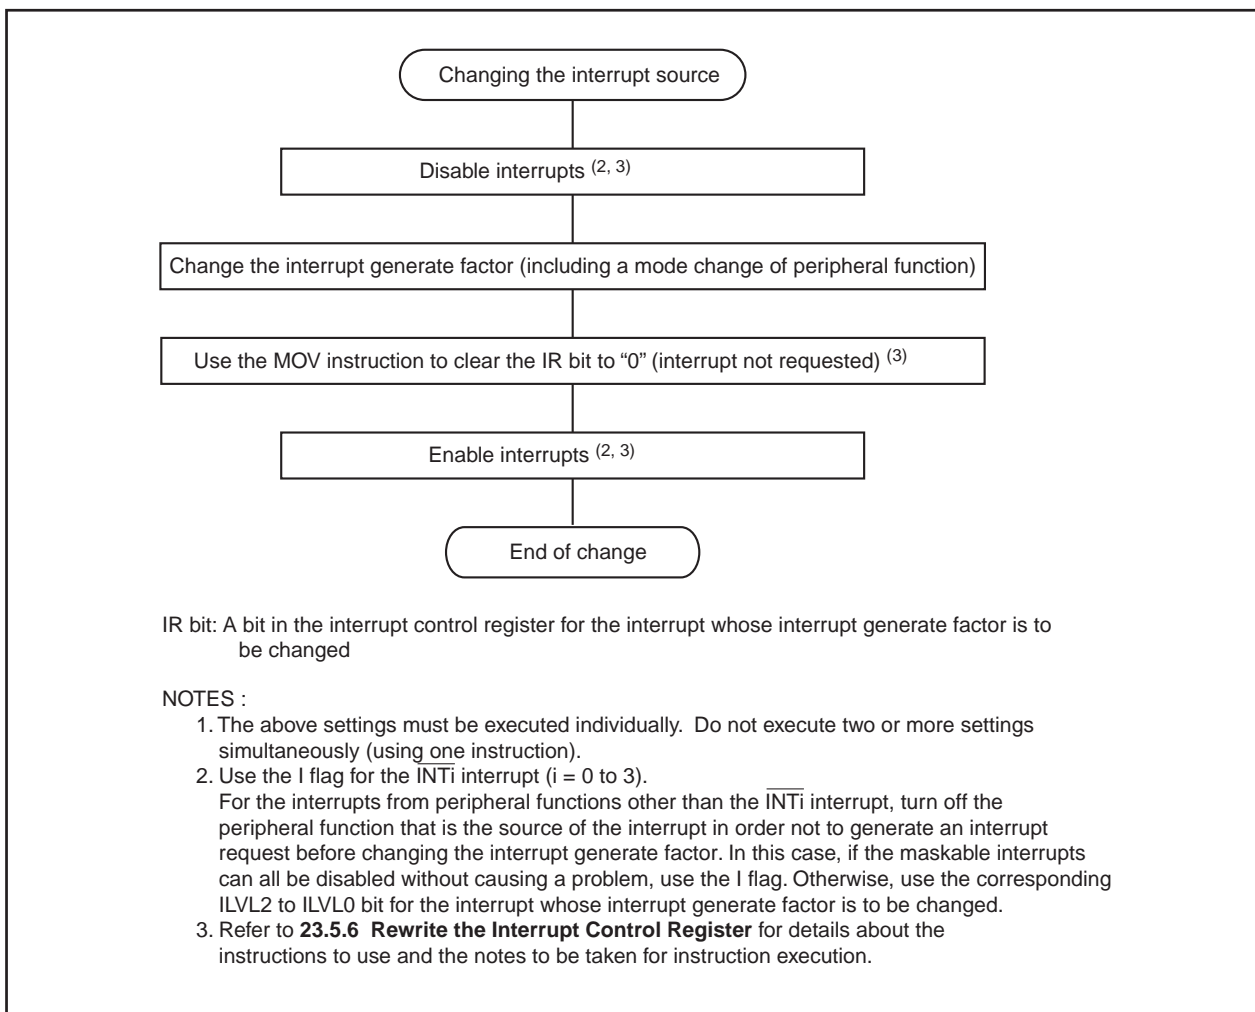 Changing the interrupt source
Disable interrupts (2, 3)
Change the interrupt generate factor (including a mode change of peripheral function)
Use the MOV instruction to clear the IR bit to “0” (interrupt not requested) (3)
Enable interrupts (2, 3)
End of change
IR bit: A bit in the interrupt control register for the interrupt whose interrupt generate factor is to
be changed
NOTES :
1. The above settings must be executed individually. Do not execute two or more settings
simultaneously (using one instruction).
2. Use the I flag for the INTi interrupt (i = 0 to 3).
For the interrupts from peripheral functions other than the INTi interrupt, turn off the
peripheral function that is the source of the interrupt in order not to generate an interrupt
request before changing the interrupt generate factor. In this case, if the maskable interrupts
can all be disabled without causing a problem, use the I flag. Otherwise, use the corresponding
ILVL2 to ILVL0 bit for the interrupt whose interrupt generate factor is to be changed.
3. Refer to 23.5.6 Rewrite the Interrupt Control Register for details about the
instructions to use and the notes to be taken for instruction execution.